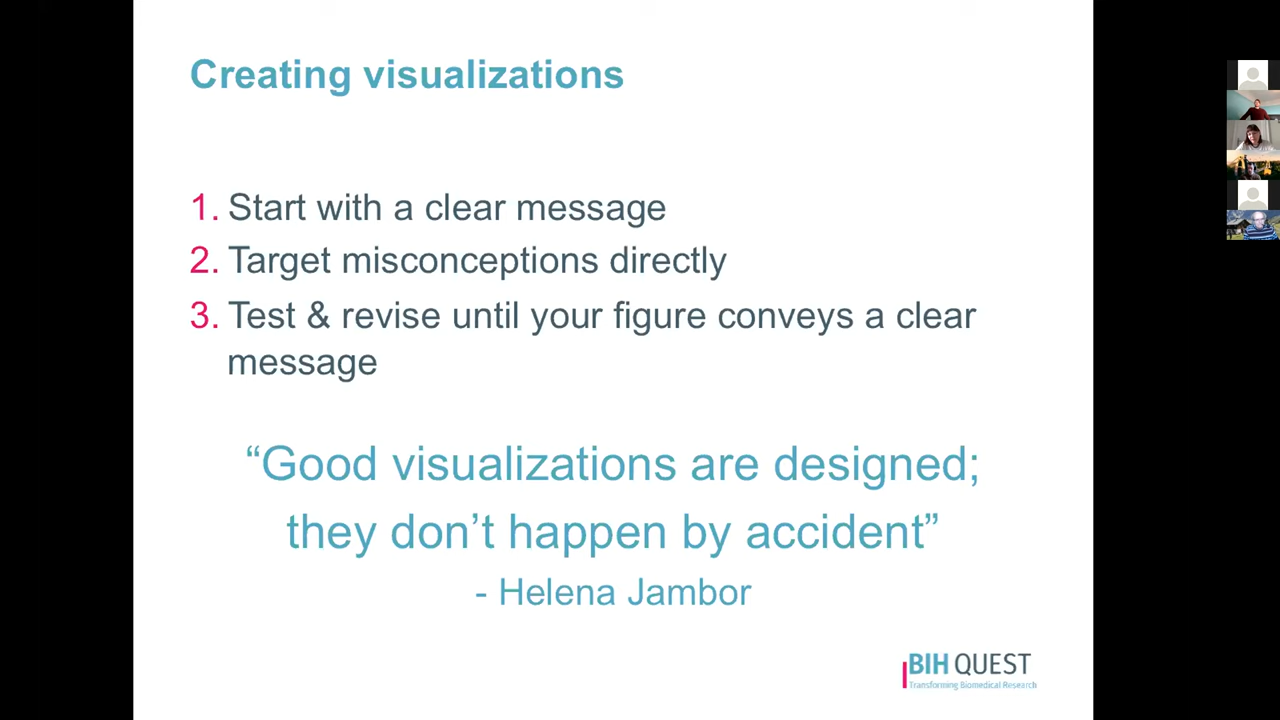 Creating visualizations
1. Start with a clear message
2. Target misconceptions directly
3. Test & revise until your figure conveys a clear
message
“Good visualizations are designed;
they don’t happen by accident”
- Helena Jambor
BIH QUEST
Transforming Biomedical Research